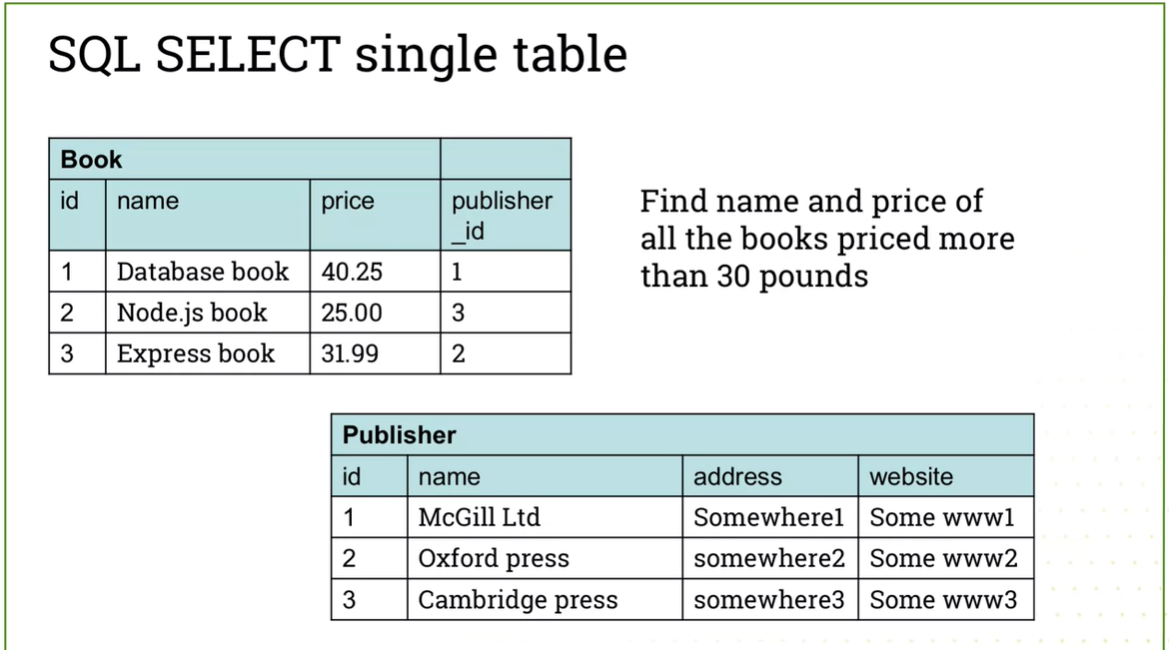 SQL SELECT single table
Book
id name price publisher
_id
1 Database book 40.25 1
2 Node.js book 25.00 3
3 Express book 31.99 2
Find name and price of
all the books priced more
than 30 pounds
Publisher
id name address website
1 McGill Ltd Somewhere1 Some www1
2 Oxford press somewhere2 Some www2
3 Cambridge press somewhere3 Some www3